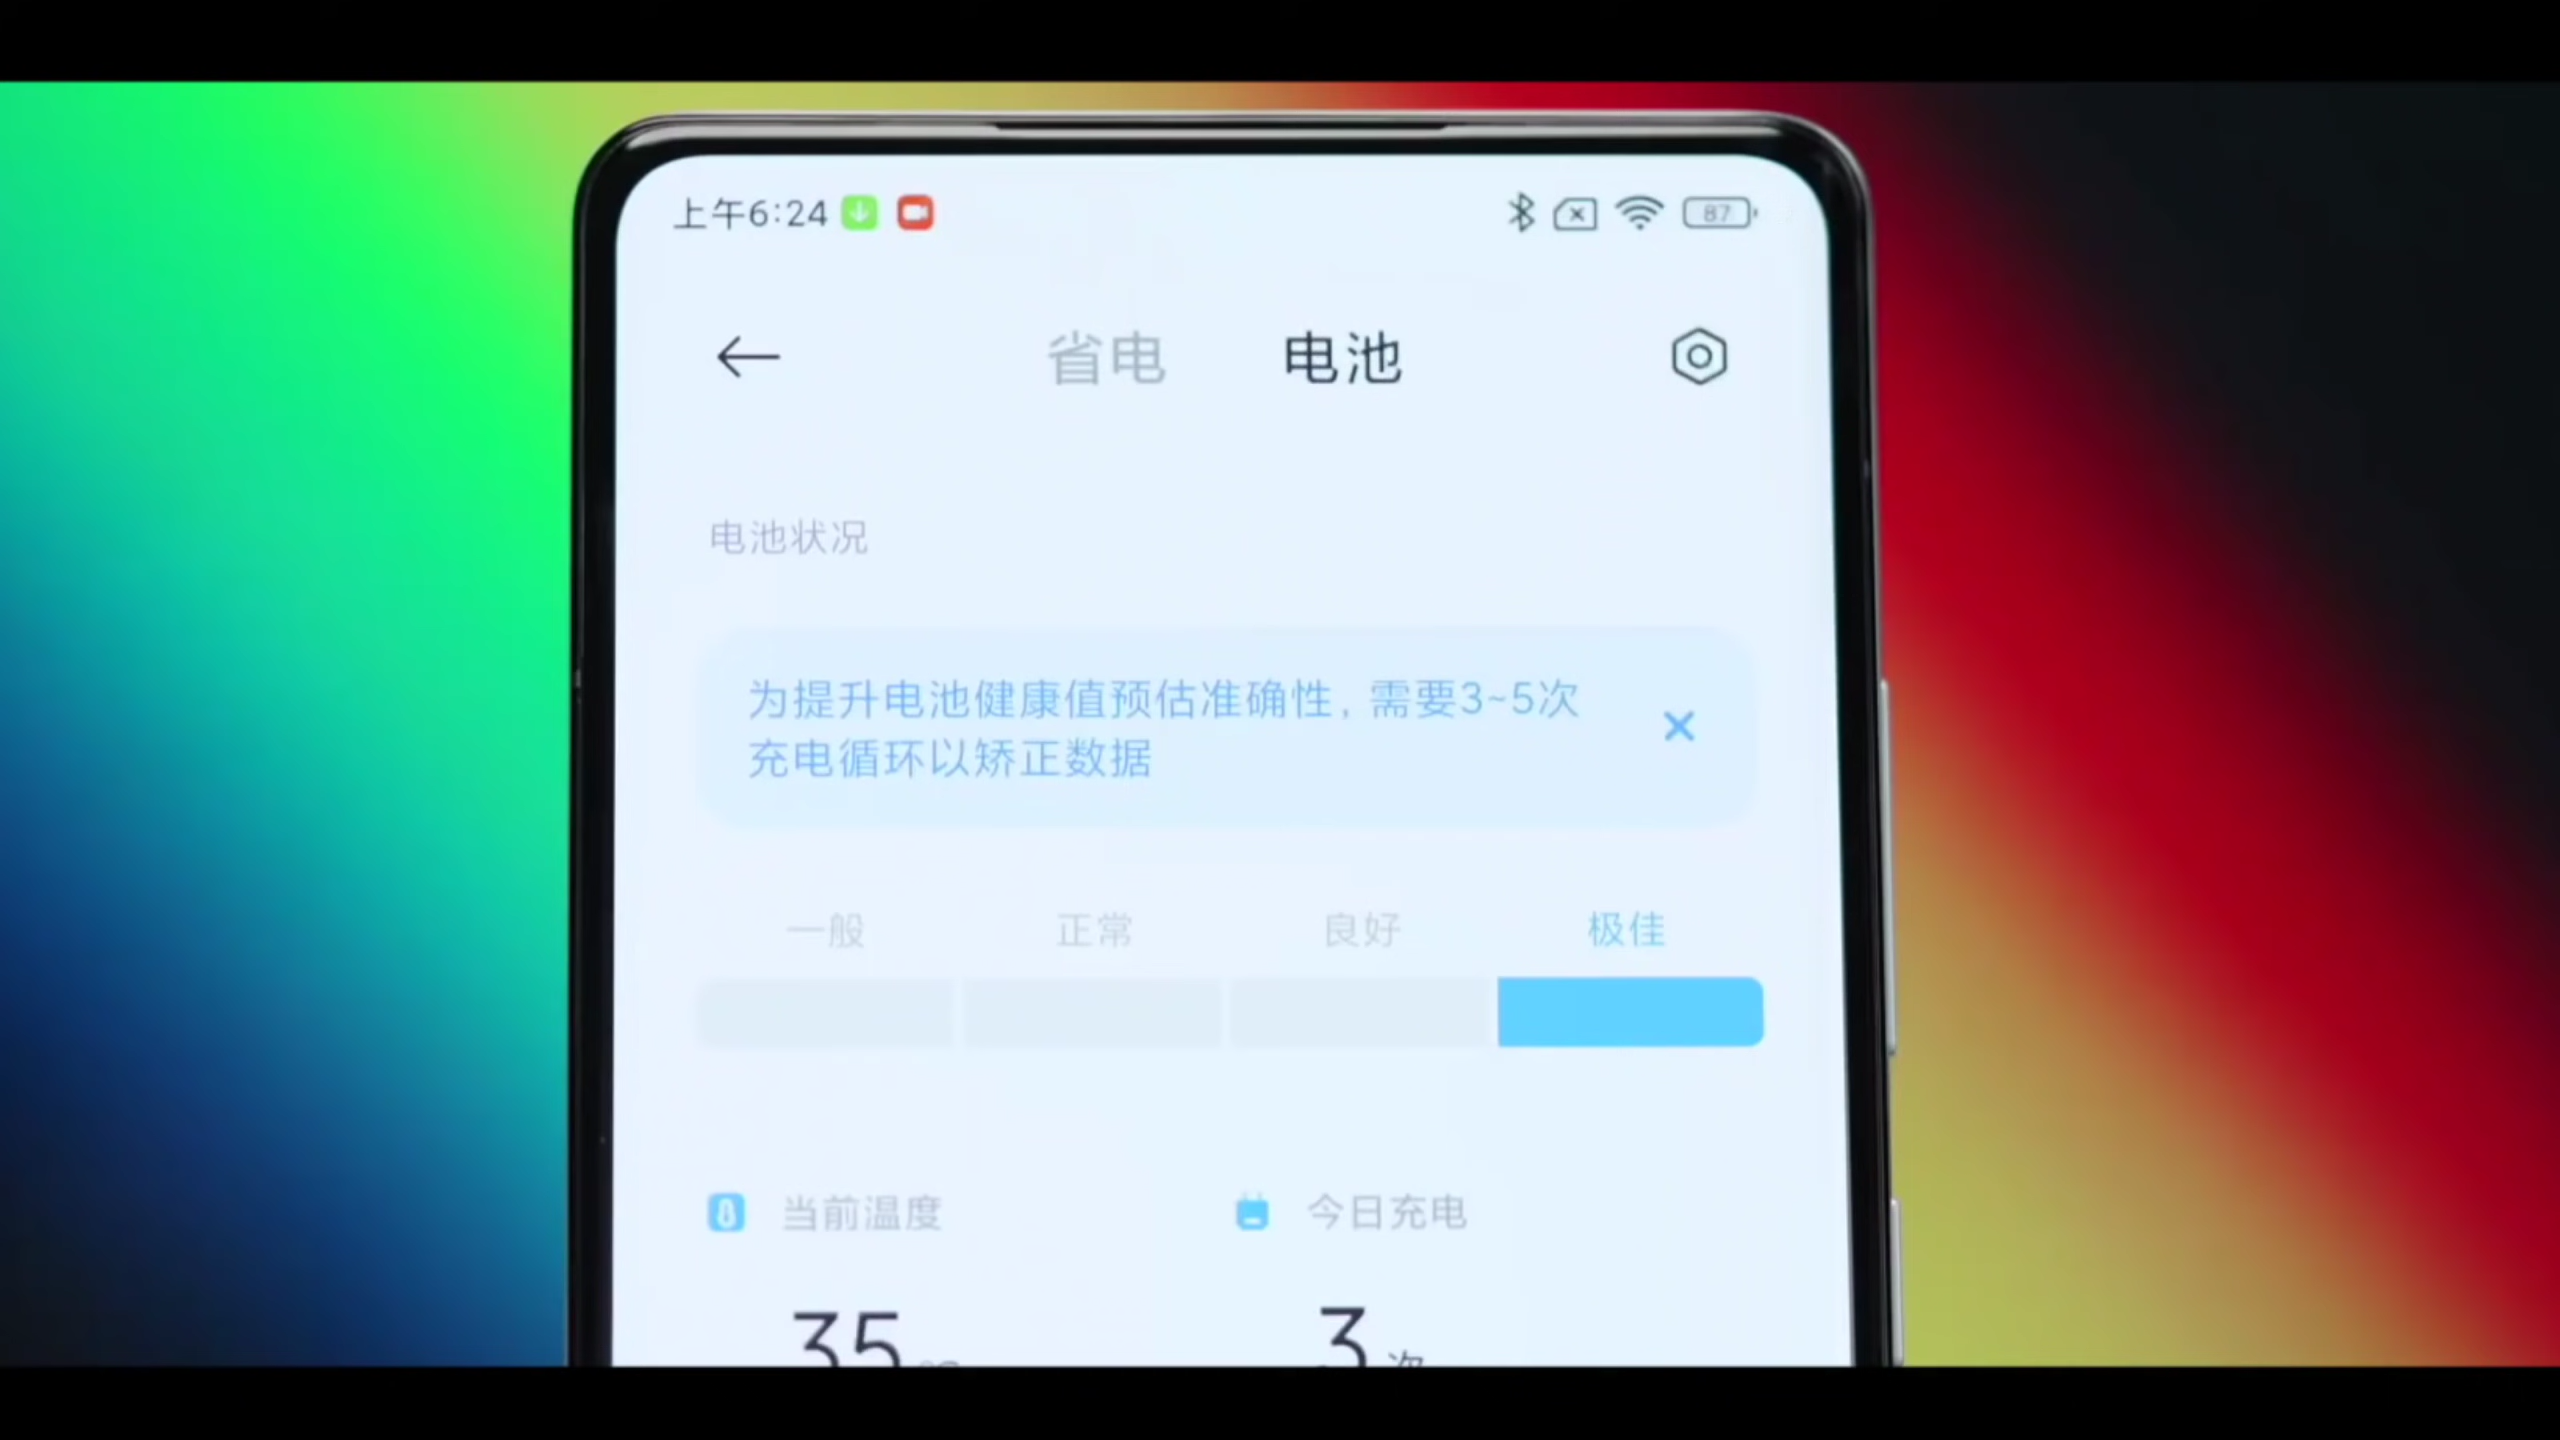 上午6:24
87
省电 电池
电池状况
为提升电池健康值预估准确性，需要3~5次
充电循环以矫正数据
一般 正常 良好 极佳
当前温度 今日充电
35 ℃ 3 次